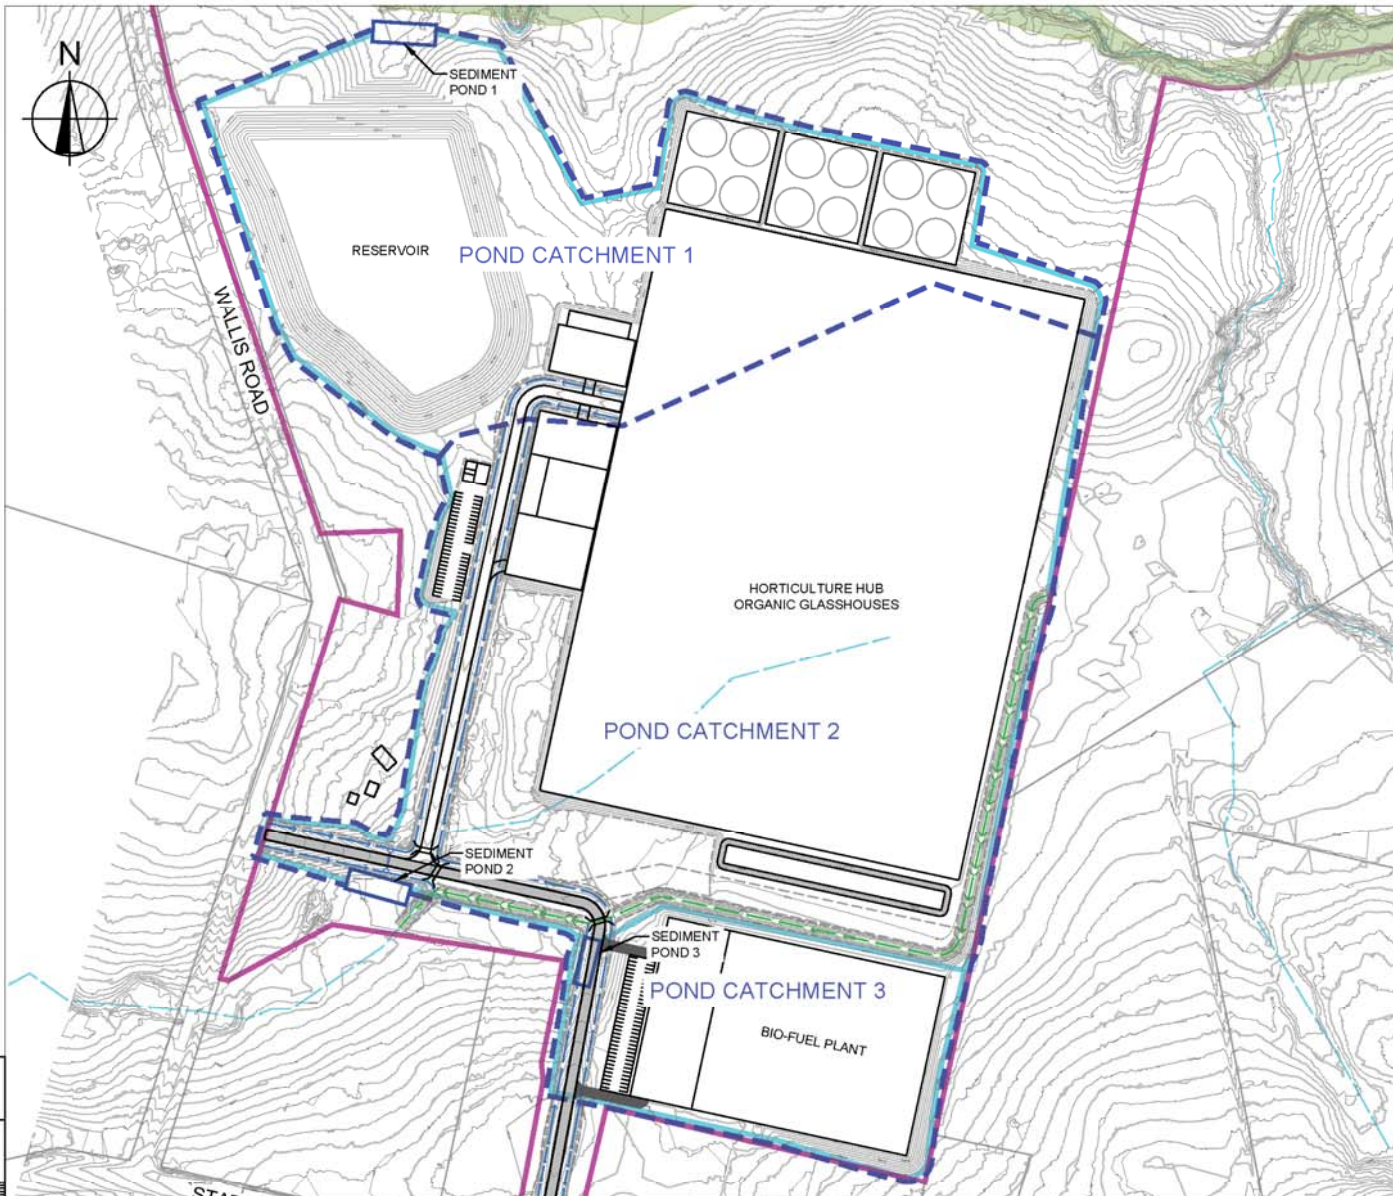 N
SEDIMENT
POND 1
RESERVOIR
POND CATCHMENT 1
WALLIS ROAD
HORTICULTURE HUB
ORGANIC GLASSHOUSES
POND CATCHMENT 2
SEDIMENT
POND 2
SEDIMENT
POND 3
POND CATCHMENT 3
BIO-FUEL PLANT